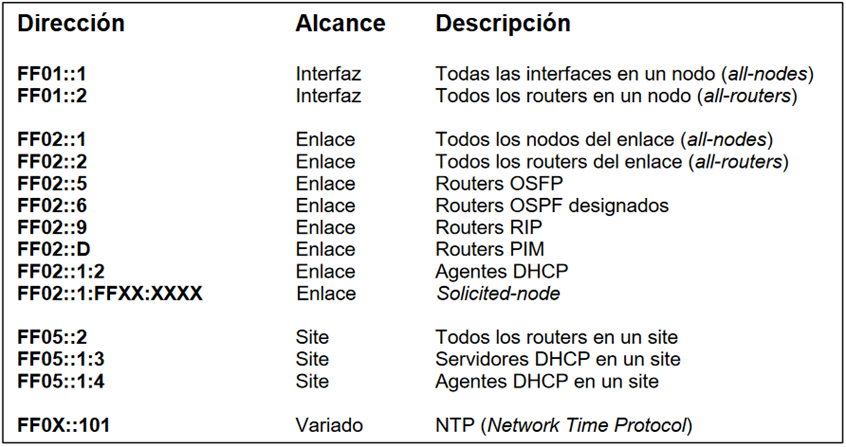 Dirección Alcance Descripción
FF01::1 Interfaz Todas las interfaces en un nodo (all-nodes)
FF01::2 Interfaz Todos los routers en un nodo (all-routers)
FF02::1 Enlace Todos los nodos del enlace (all-nodes)
FF02::2 Enlace Todos los routers del enlace (all-routers)
FF02::5 Enlace Routers OSFP
FF02::6 Enlace Routers OSPF designados
FF02::9 Enlace Routers RIP
FF02::D Enlace Routers PIM
FF02::1:2 Enlace Agentes DHCP
FF02::1:FFXX:XXXX Enlace Solicited-node
FF05::2 Site Todos los routers en un site
FF05::1:3 Site Servidores DHCP en un site
FF05::1:4 Site Agentes DHCP en un site
FF0X::101 Variado NTP (Network Time Protocol)